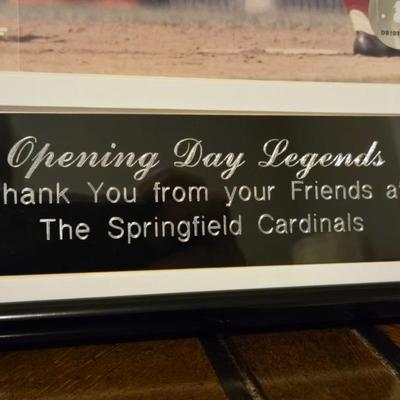 Opening Day Legends
hank You from your Friends a
The Springfield Cardinals